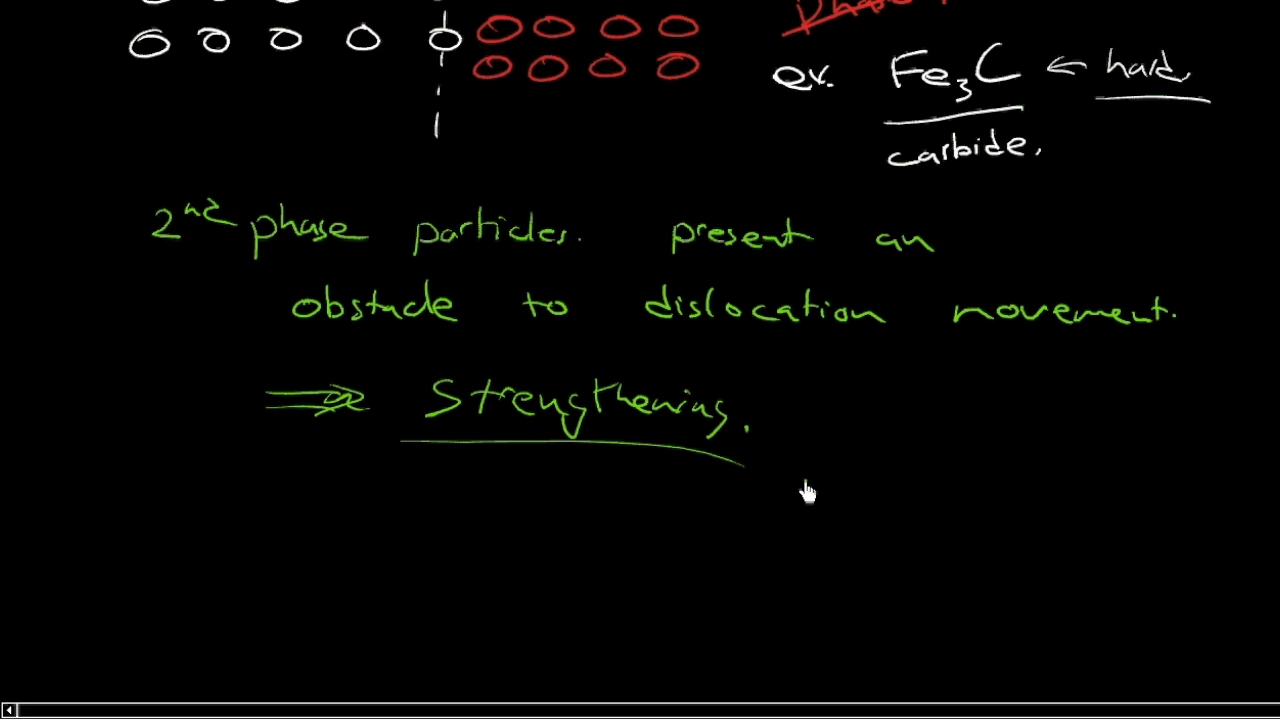 ex. Fe₃C ← hard.
carbide.
2ⁿᵈ phase particles. present an
obstacle to dislocation movement.
⇒ Strengthening.